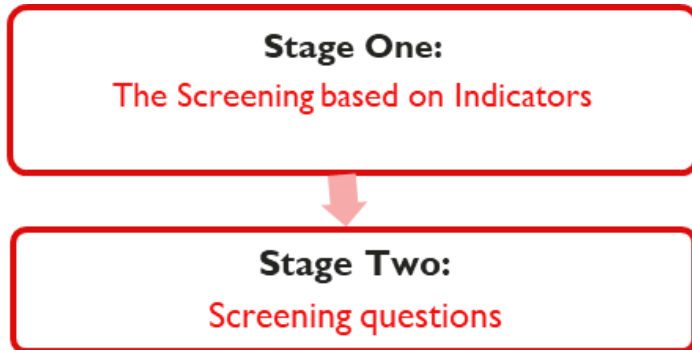 Stage One:
The Screening based on Indicators
Stage Two:
Screening questions